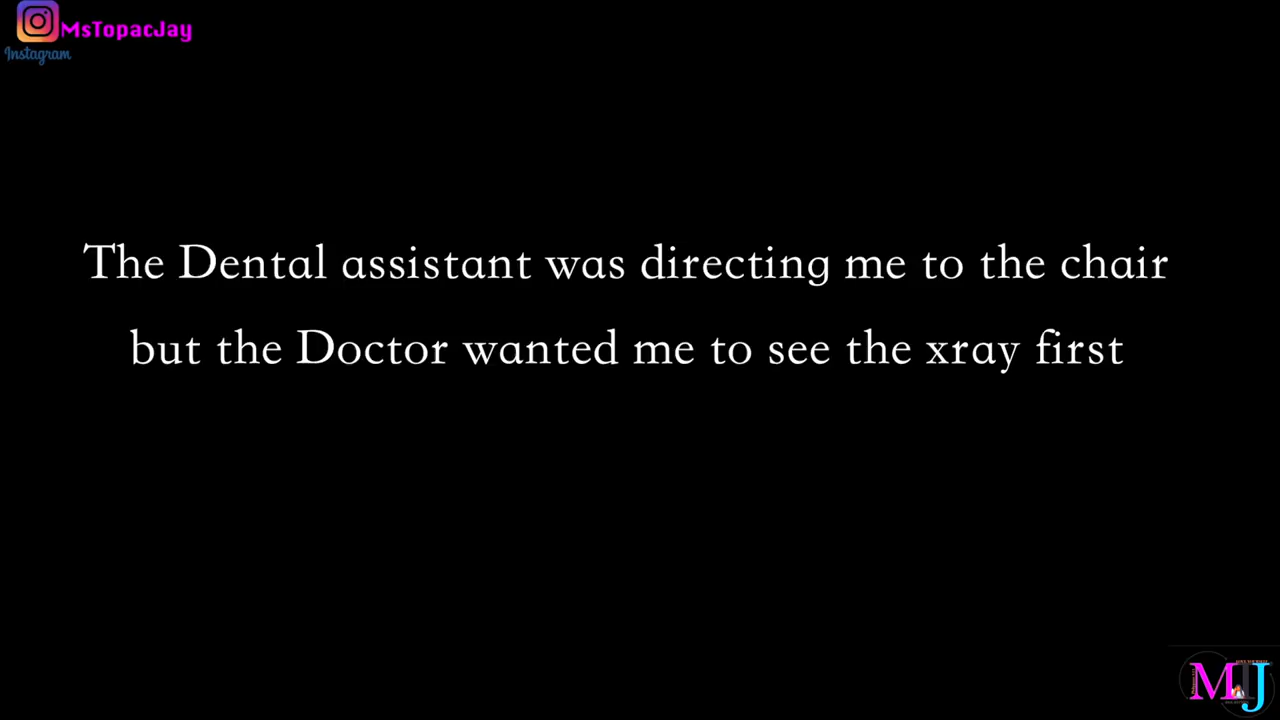 MsTopacJay
Instagram
The Dental assistant was directing me to the chair
but the Doctor wanted me to see the xray first
MJ